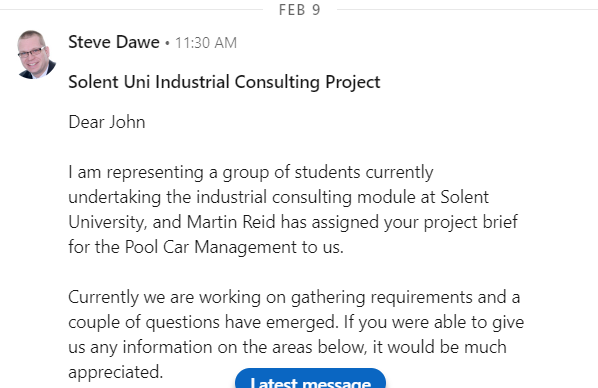 FEB 9
Steve Dawe • 11:30 AM
Solent Uni Industrial Consulting Project
Dear John
I am representing a group of students currently
undertaking the industrial consulting module at Solent
University, and Martin Reid has assigned your project brief
for the Pool Car Management to us.
Currently we are working on gathering requirements and a
couple of questions have emerged. If you were able to give
us any information on the areas below, it would be much
appreciated.
Latest message